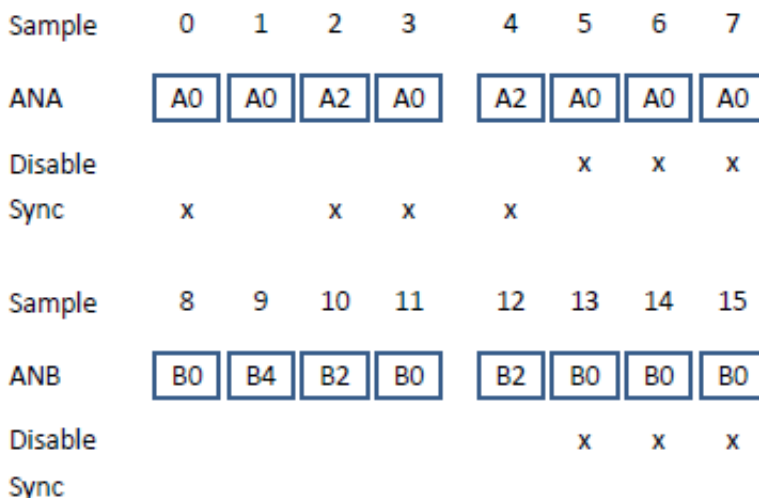 Sample 0 1 2 3 4 5 6 7
ANA A0 A0 A2 A0 A2 A0 A0 A0
Disable x x x
Sync x x x x
Sample 8 9 10 11 12 13 14 15
ANB B0 B4 B2 B0 B2 B0 B0 B0
Disable x x x
Sync